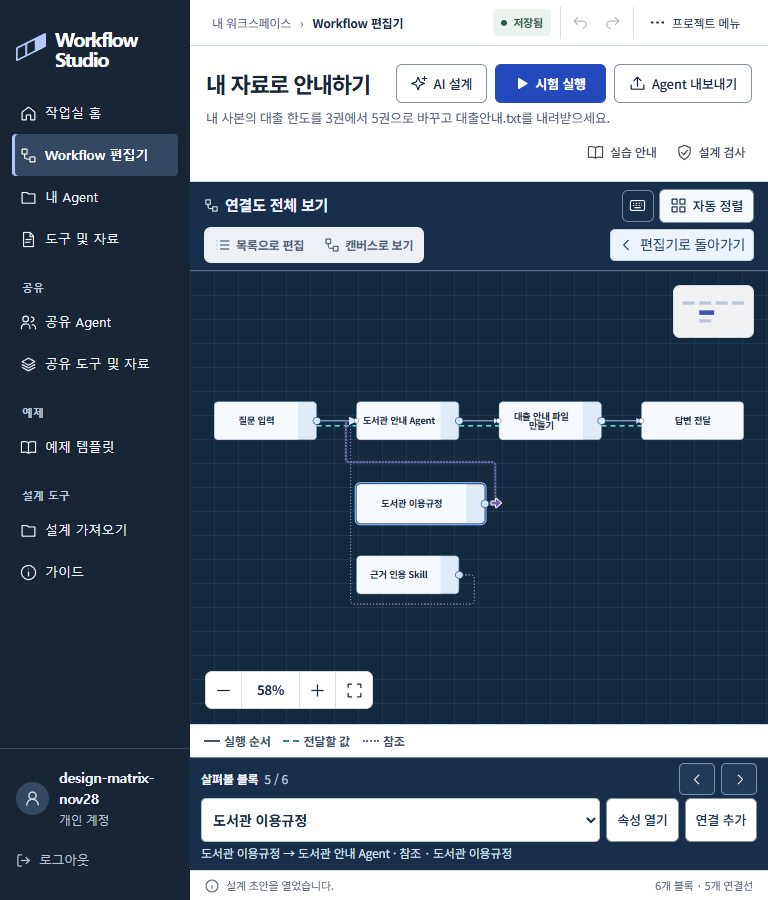 Workflow
Studio
작업실 홈
Workflow 편집기
내 Agent
도구 및 자료
공유
공유 Agent
공유 도구 및 자료
예제
예제 템플릿
설계 도구
설계 가져오기
가이드
design-matrix-
nov28
개인 계정
로그아웃
내 워크스페이스 › Workflow 편집기
저장됨
프로젝트 메뉴
내 자료로 안내하기
AI 설계
시험 실행
Agent 내보내기
내 사본의 대출 한도를 3권에서 5권으로 바꾸고 대출안내.txt를 내려받으세요.
실습 안내
설계 검사
연결도 전체 보기
자동 정렬
목록으로 편집
캔버스로 보기
편집기로 돌아가기
질문 입력
도서관 안내 Agent
대출 안내 파일
만들기
답변 전달
도서관 이용규정
근거 인용 Skill
58%
실행 순서
전달할 값
참조
살펴볼 블록 5 / 6
도서관 이용규정
속성 열기
연결 추가
도서관 이용규정 → 도서관 안내 Agent · 참조 · 도서관 이용규정
설계 초안을 열었습니다.
6개 블록 · 5개 연결선